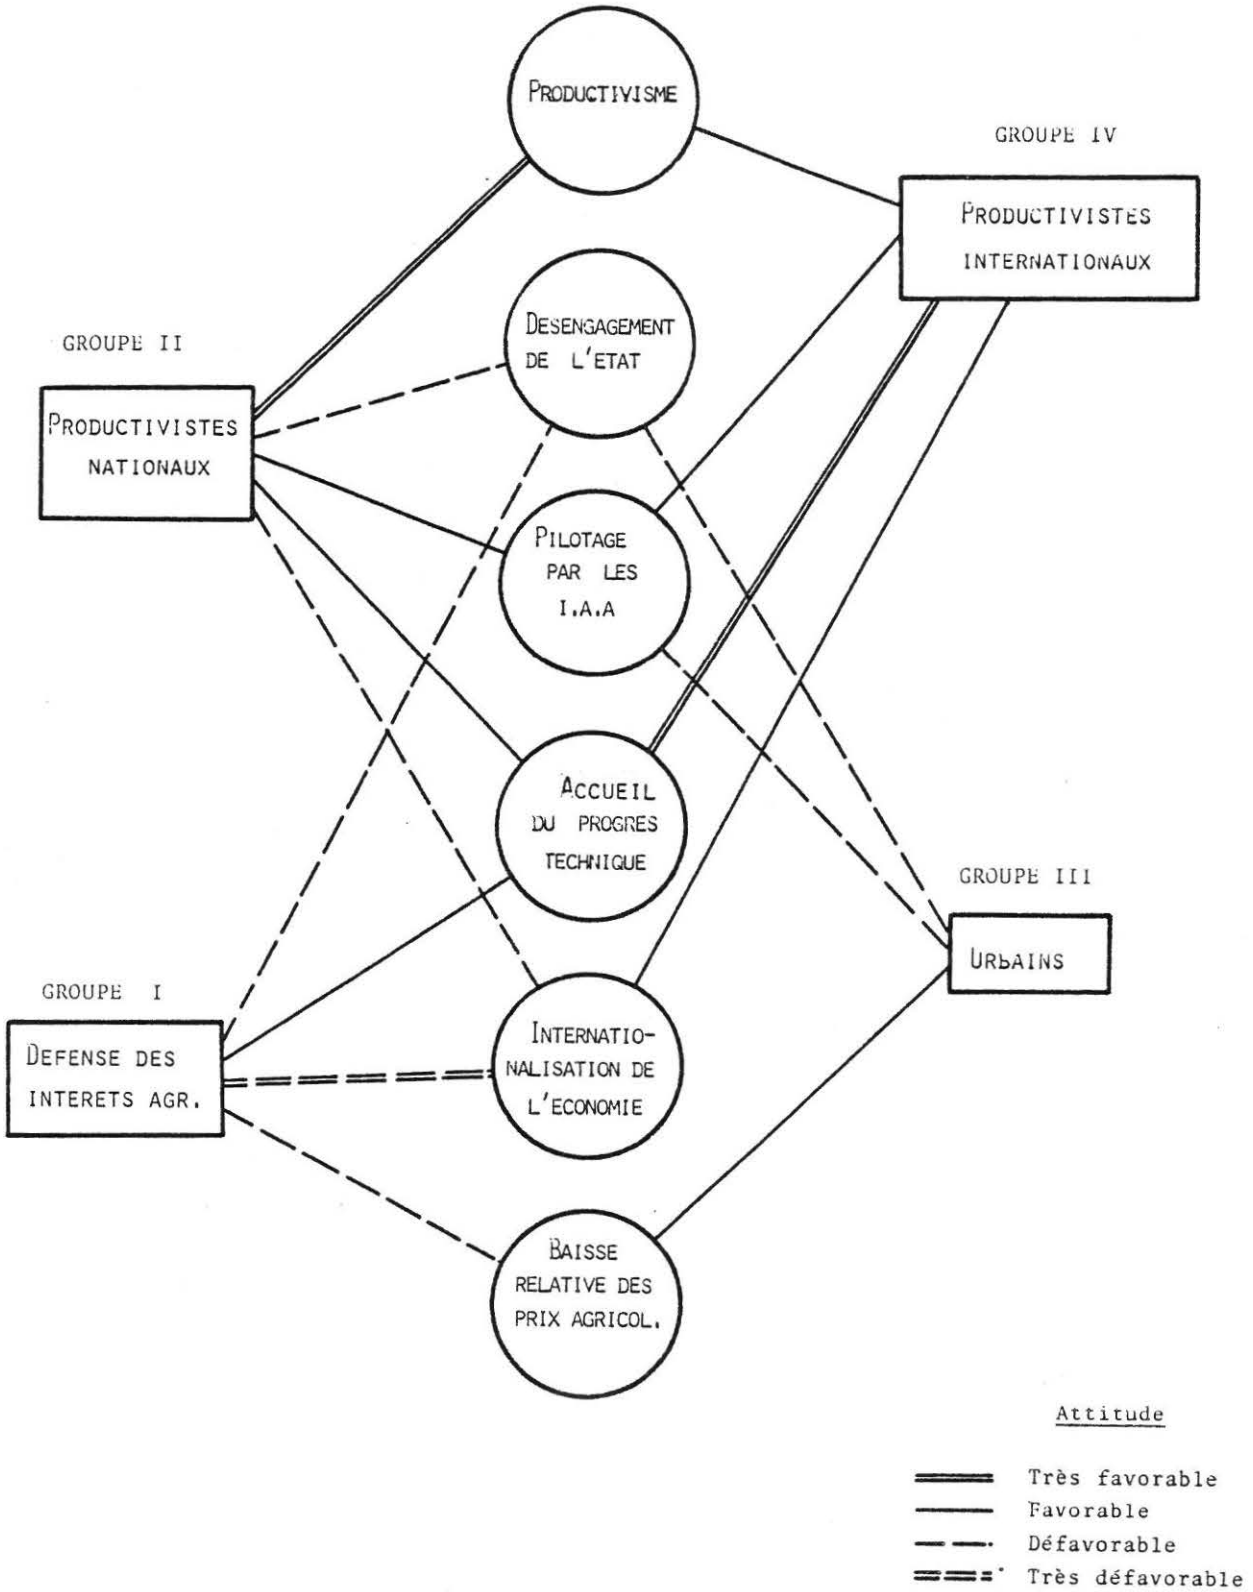 PRODUCTIVISME
GROUPE IV
PRODUCTIVISTES
INTERNATIONAUX
DESENGAGEMENT
DE L'ETAT
GROUPE II
PRODUCTIVISTES
NATIONAUX
PILOTAGE
PAR LES
I.A.A
ACCUEIL
DU PROGRES
TECHNIQUE
GROUPE III
URBAINS
GROUPE I
DEFENSE DES
INTERETS AGR.
INTERNATIO-
NALISATION DE
L'ECONOMIE
BAISSE
RELATIVE DES
PRIX AGRICOL.
Attitude
Très favorable
Favorable
Défavorable
Très défavorable